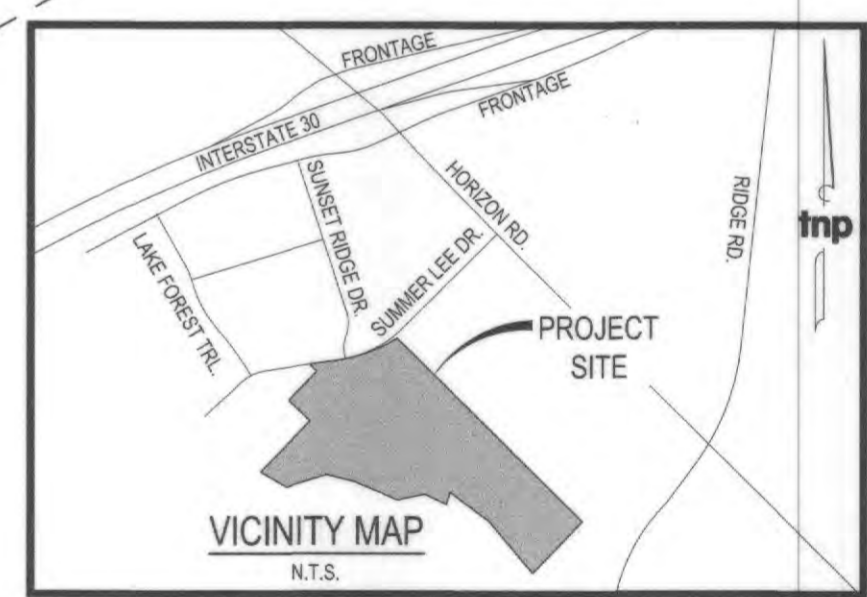 FRONTAGE
FRONTAGE
INTERSTATE 30
HORIZON RD.
SUNSET RIDGE DR.
RIDGE RD.
tnp
LAKE FOREST TRL.
SUMMER LEE DR.
PROJECT
SITE
VICINITY MAP
N.T.S.